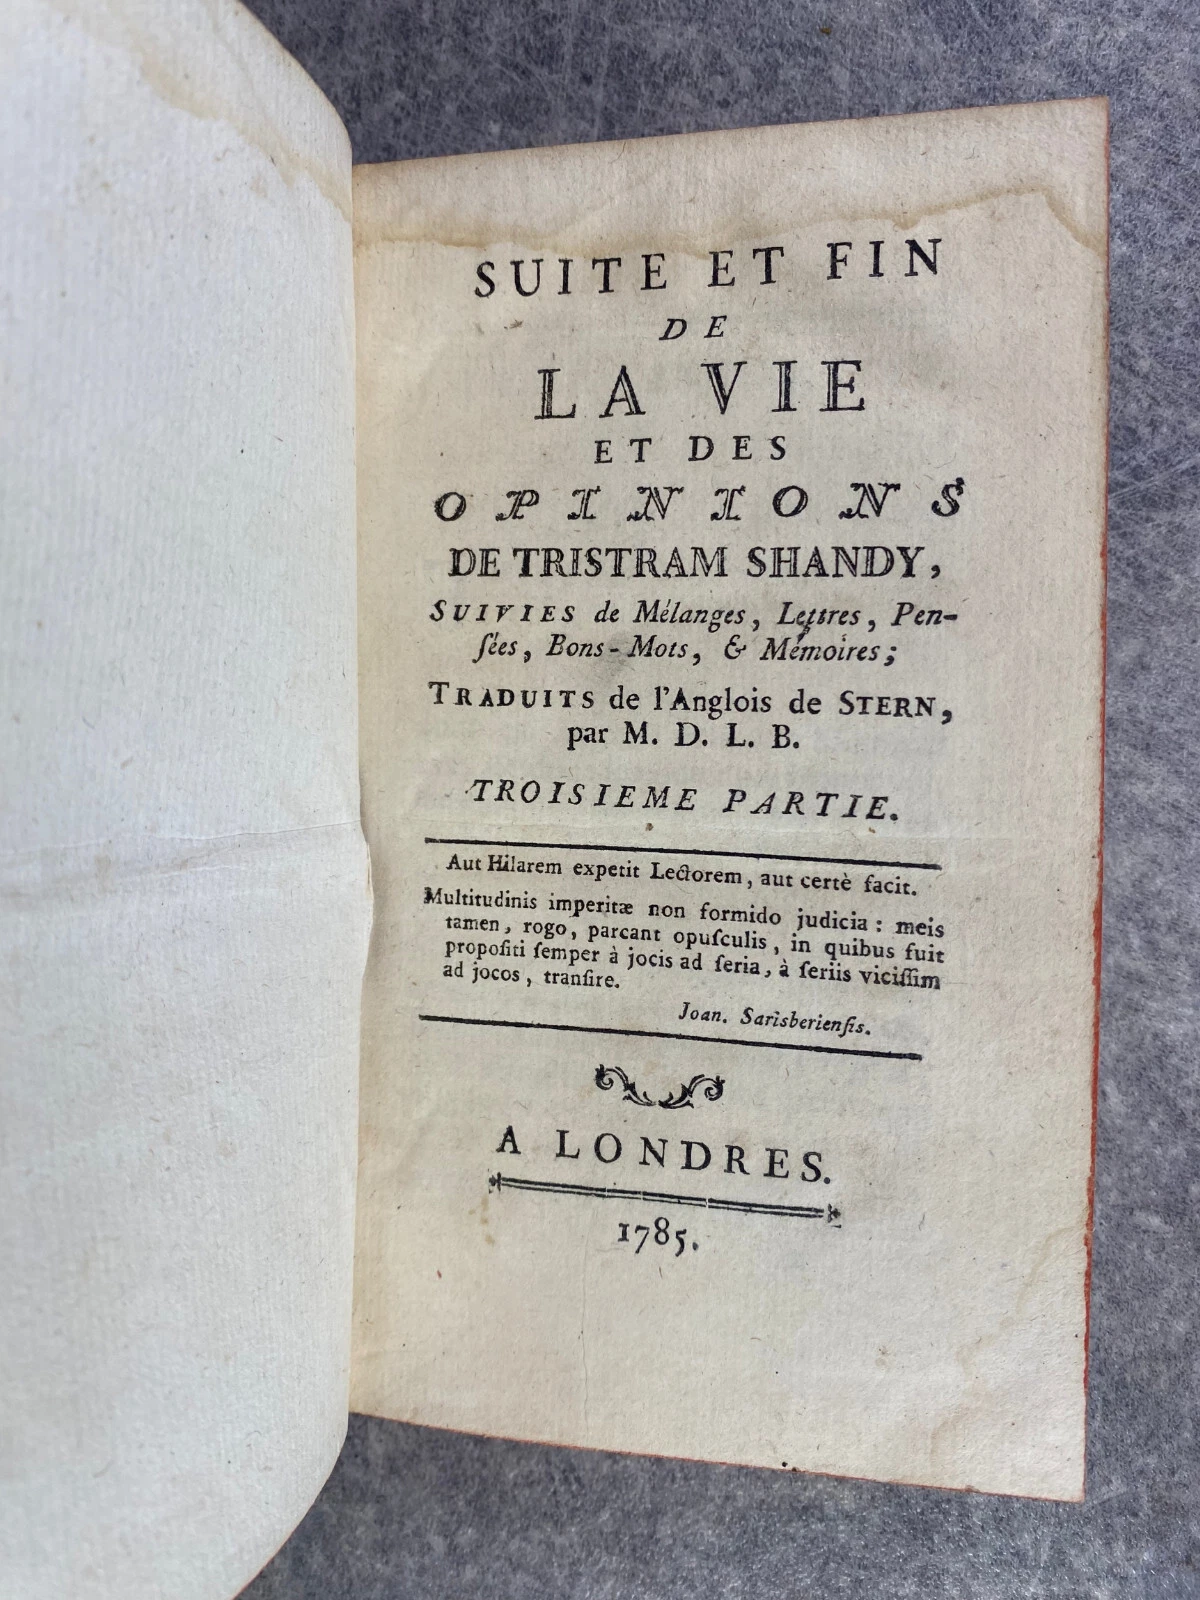 SUITE ET FIN
DE
LA VIE
ET DES
OPINIONS
DE TRISTRAM SHANDY,
SUIVIES de Mélanges, Lettres, Pen-
ſées, Bons-Mots, & Mémoires;
TRADUITS de l'Anglois de STERN,
par M. D. L. B.
TROISIEME PARTIE.
Aut Hilarem expetit Lectorem, aut certè facit.
Multitudinis imperitæ non formido judicia: meis
tamen, rogo, parcant opuſculis, in quibus fuit
propoſiti ſemper à jocis ad ſeria, à ſeriis viciſſim
ad jocos, tranſire.
Joan. Sarisberienſis.
A LONDRES.
1785.